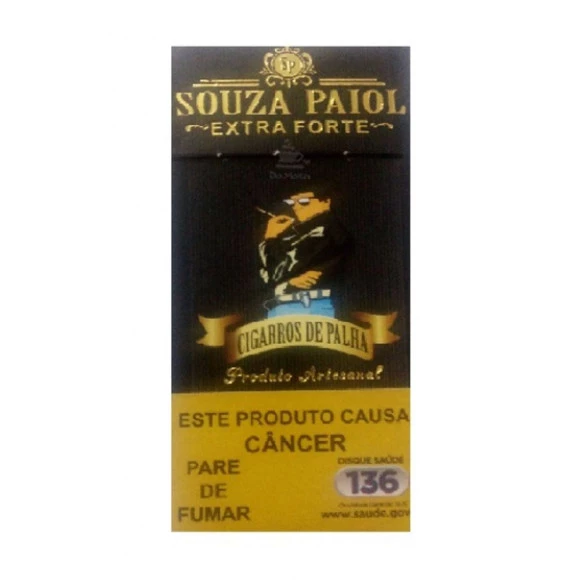 SP
SOUZA PAIOL
EXTRA FORTE
CIGARROS DE PALHA
Produto Artesanal
ESTE PRODUTO CAUSA
CÂNCER
PARE
DE
FUMAR
DISQUE SAÚDE
136
www.saude.gov